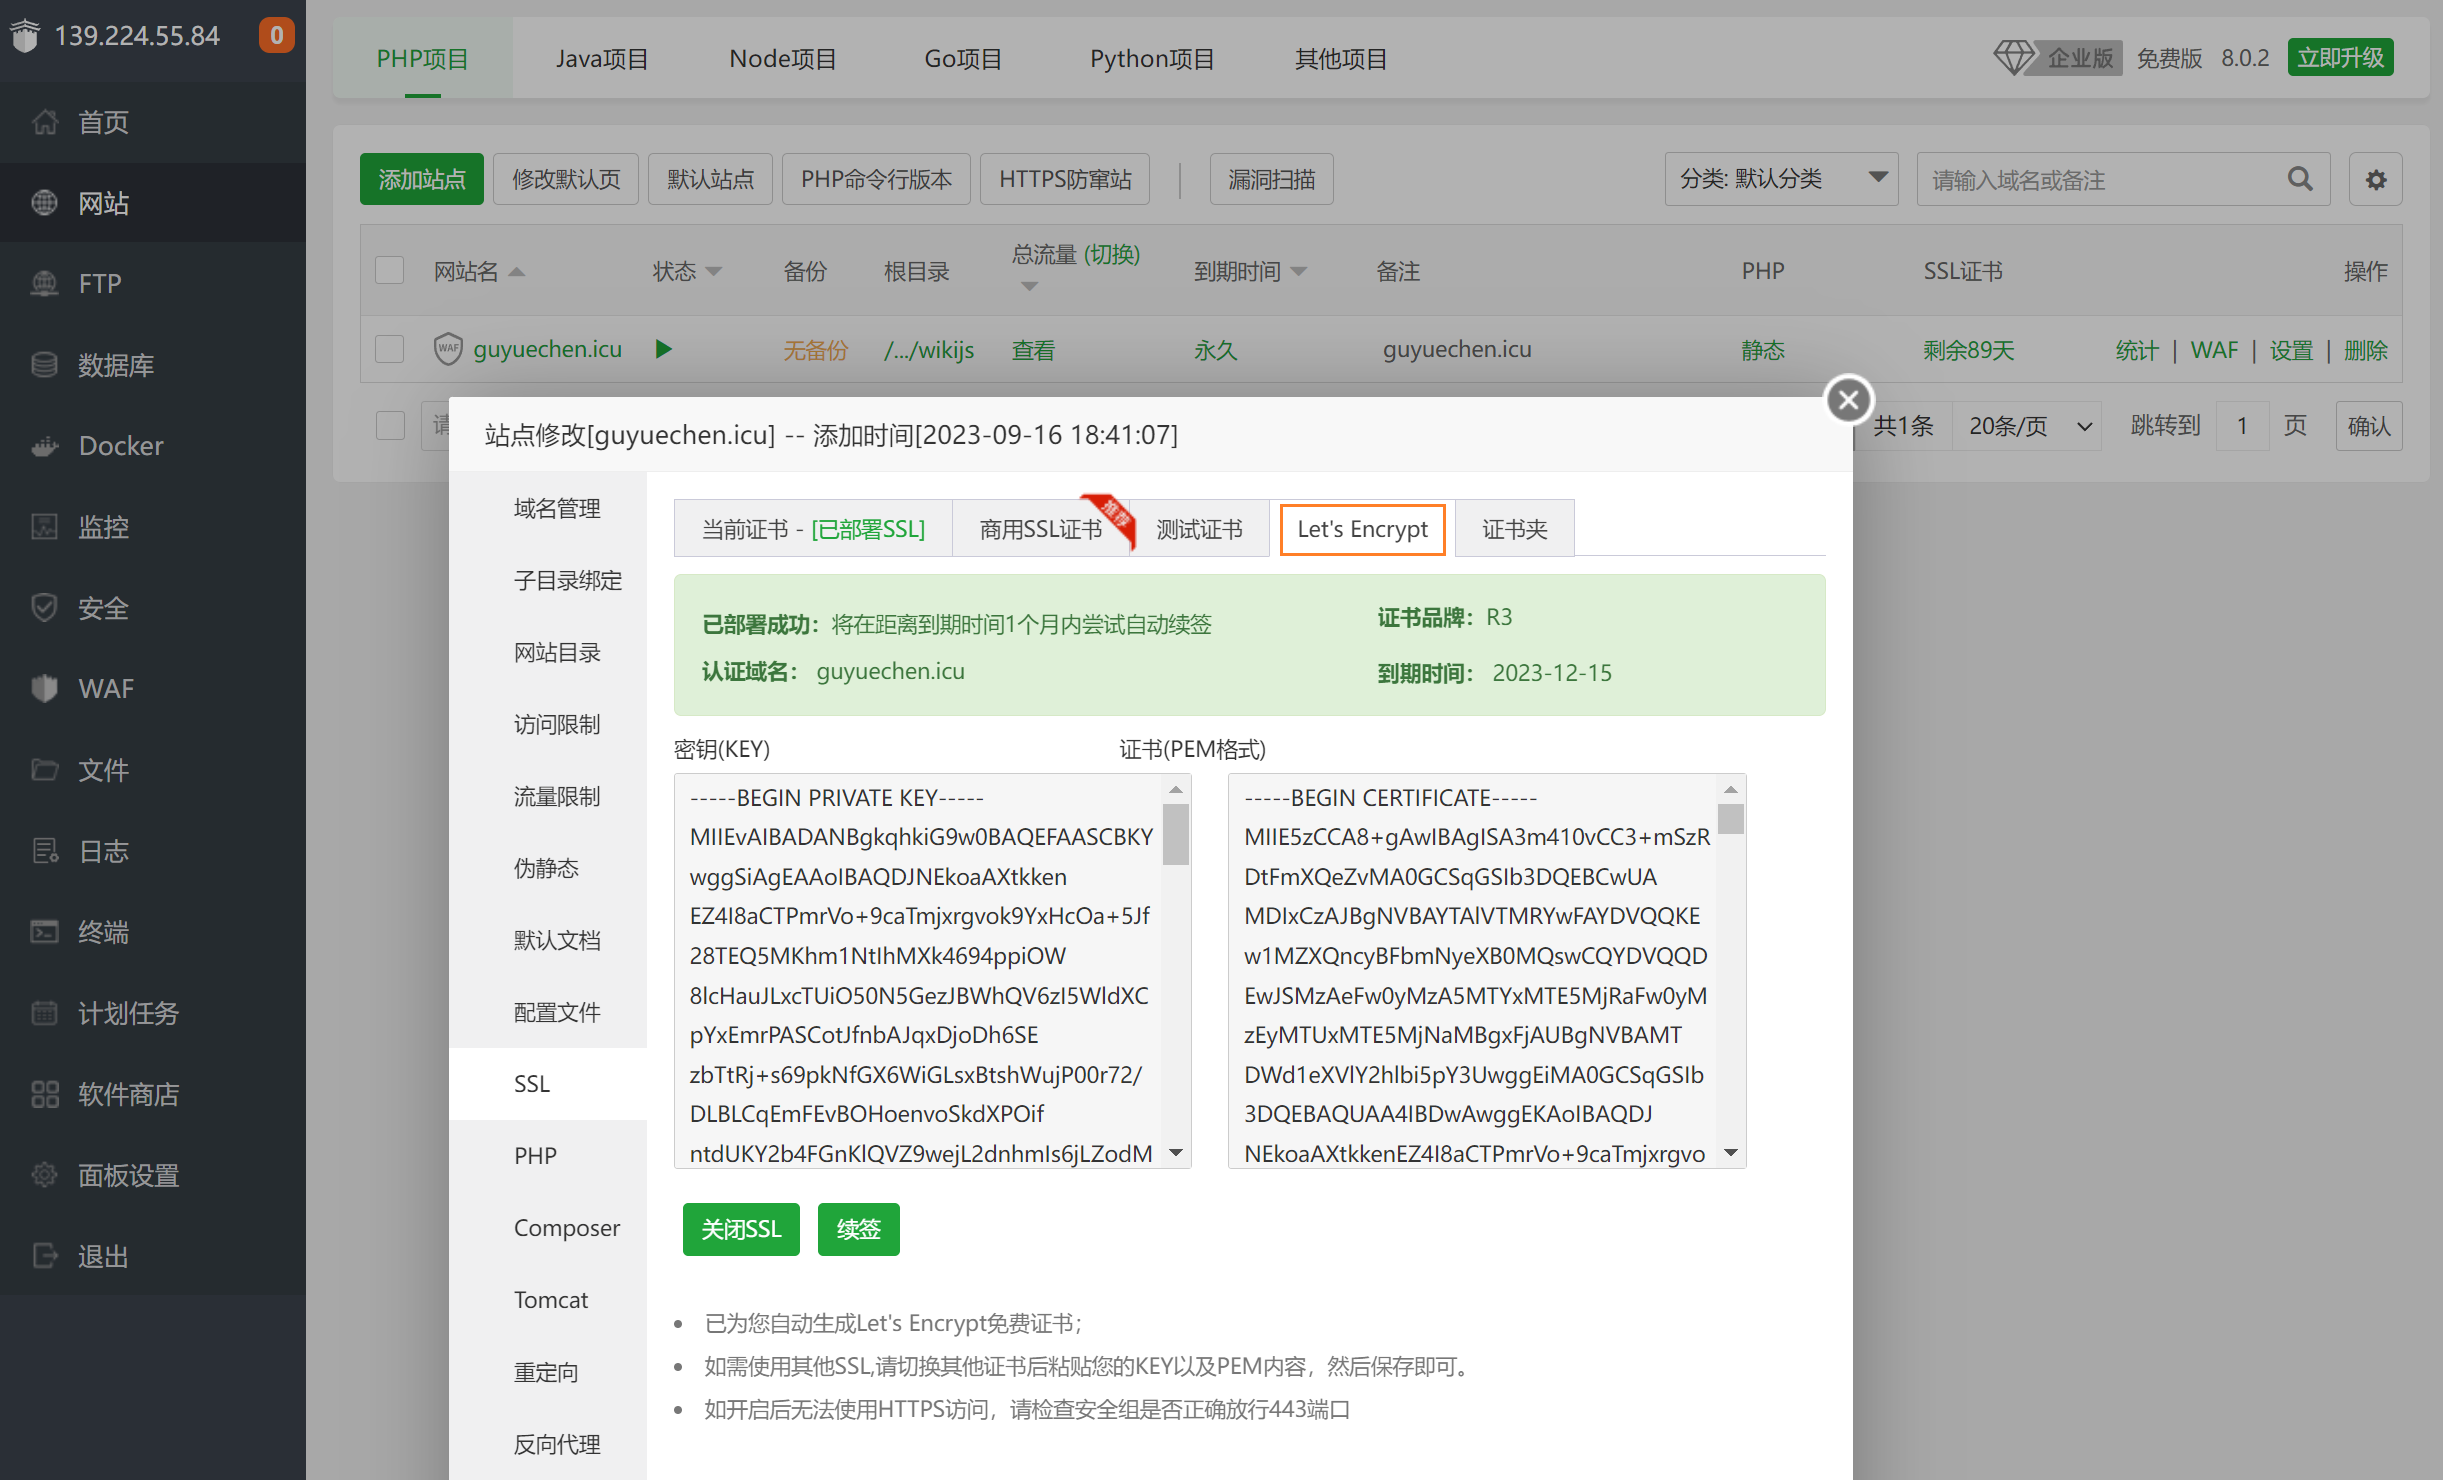 139.224.55.84
0
首页
网站
FTP
数据库
Docker
监控
安全
WAF
文件
日志
终端
计划任务
软件商店
面板设置
退出
PHP项目 Java项目 Node项目 Go项目 Python项目 其他项目
企业版 免费版 8.0.2 立即升级
添加站点 修改默认页 默认站点 PHP命令行版本 HTTPS防窜站 | 漏洞扫描
分类: 默认分类 请输入域名或备注
网站名 状态 备份 根目录 总流量 (切换) 到期时间 备注 PHP SSL证书 操作
WAF guyuechen.icu 无备份 /.../wikijs 查看 永久 guyuechen.icu 静态 剩余89天 统计 | WAF | 设置 | 删除
请
共1条 20条/页 跳转到 1 页 确认
站点修改[guyuechen.icu] -- 添加时间[2023-09-16 18:41:07]
域名管理
子目录绑定
网站目录
访问限制
流量限制
伪静态
默认文档
配置文件
SSL
PHP
Composer
Tomcat
重定向
反向代理
当前证书 - [已部署SSL] 商用SSL证书 推荐 测试证书 Let's Encrypt 证书夹
已部署成功：将在距离到期时间1个月内尝试自动续签
证书品牌：R3
认证域名： guyuechen.icu
到期时间： 2023-12-15
密钥(KEY)
证书(PEM格式)
-----BEGIN PRIVATE KEY-----
MIIEvAIBADANBgkqhkiG9w0BAQEFAASCBKY
wggSiAgEAAoIBAQDJNEkoaAXtkken
EZ4I8aCTPmrVo+9caTmjxrgvok9YxHcOa+5Jf
28TEQ5MKhm1NtIhMXk4694ppiOW
8lcHauJLxcTUiO50N5GezJBWhQV6zI5WldXC
pYxEmrPASCotJfnbAJqxDjoDh6SE
zbTtRj+s69pkNfGX6WiGLsxBtshWujP00r72/
DLBLCqEmFEvBOHoenvoSkdXPOif
ntdUKY2b4FGnKlQVZ9wejL2dnhmIs6jLZodM
-----BEGIN CERTIFICATE-----
MIIE5zCCA8+gAwIBAgISA3m410vCC3+mSzR
DtFmXQeZvMA0GCSqGSIb3DQEBCwUA
MDIxCzAJBgNVBAYTAlVTMRYwFAYDVQQKE
w1MZXQncyBFbmNyeXB0MQswCQYDVQQD
EwJSMzAeFw0yMzA5MTYxMTE5MjRaFw0yM
zEyMTUxMTE5MjNaMBgxFjAUBgNVBAMT
DWd1eXVlY2hlbi5pY3UwggEiMA0GCSqGSIb
3DQEBAQUAA4IBDwAwggEKAoIBAQDJ
NEkoaAXtkkenEZ4I8aCTPmrVo+9caTmjxrgvo
关闭SSL 续签
已为您自动生成Let's Encrypt免费证书；
如需使用其他SSL,请切换其他证书后粘贴您的KEY以及PEM内容，然后保存即可。
如开启后无法使用HTTPS访问，请检查安全组是否正确放行443端口